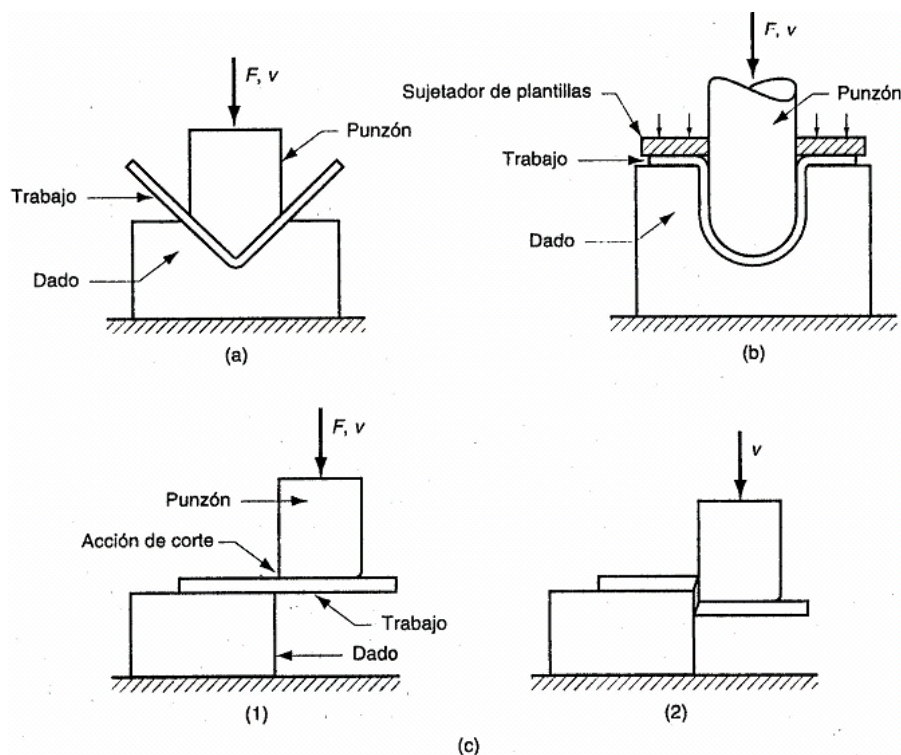 F, v
Punzón
Trabajo
Dado
(a)
F, v
Sujetador de plantillas
Punzón
Trabajo
Dado
(b)
F, v
Punzón
Acción de corte
Trabajo
Dado
(1)
v
(2)
(c)